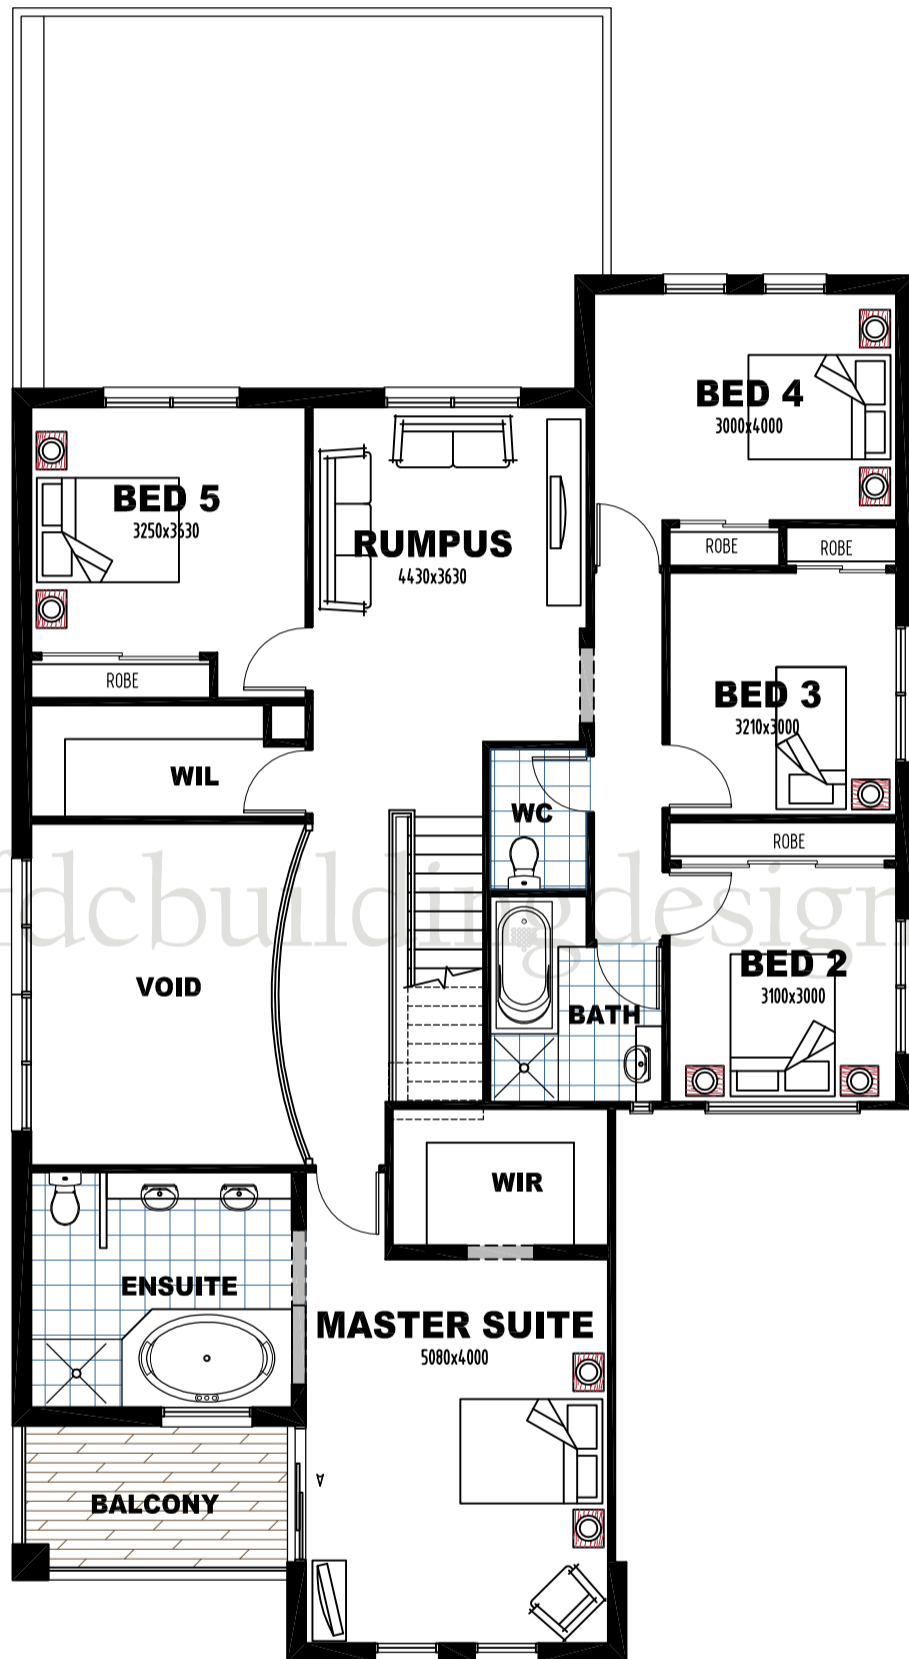 BED 4
3000x4000
BED 5
3250x3630
RUMPUS
4430x3630
ROBE
ROBE
ROBE
BED 3
3210x3000
WIL
WC
ROBE
fdcbuildingdesign
VOID
BED 2
3100x3000
BATH
WIR
ENSUITE
MASTER SUITE
5080x4000
BALCONY